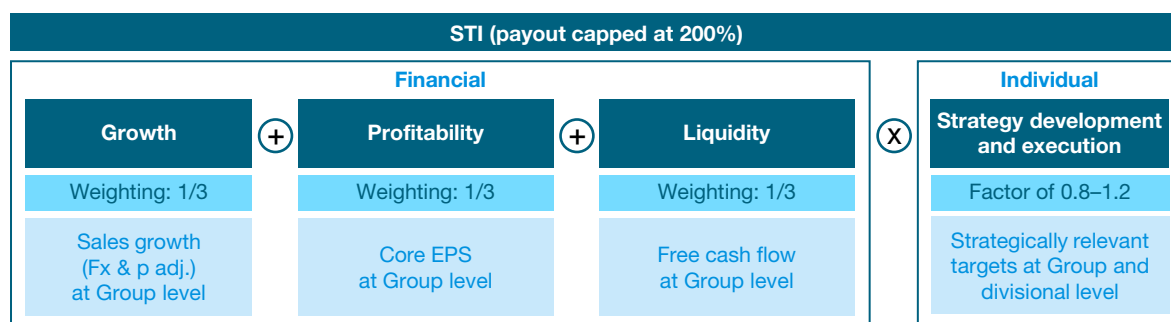 STI (payout capped at 200%)
Financial
Growth
+
Profitability
+
Liquidity
x
Weighting: 1/3
Weighting: 1/3
Weighting: 1/3
Sales growth
(Fx & p adj.)
at Group level
Core EPS
at Group level
Free cash flow
at Group level
Individual
Strategy development
and execution
Factor of 0.8–1.2
Strategically relevant
targets at Group and
divisional level